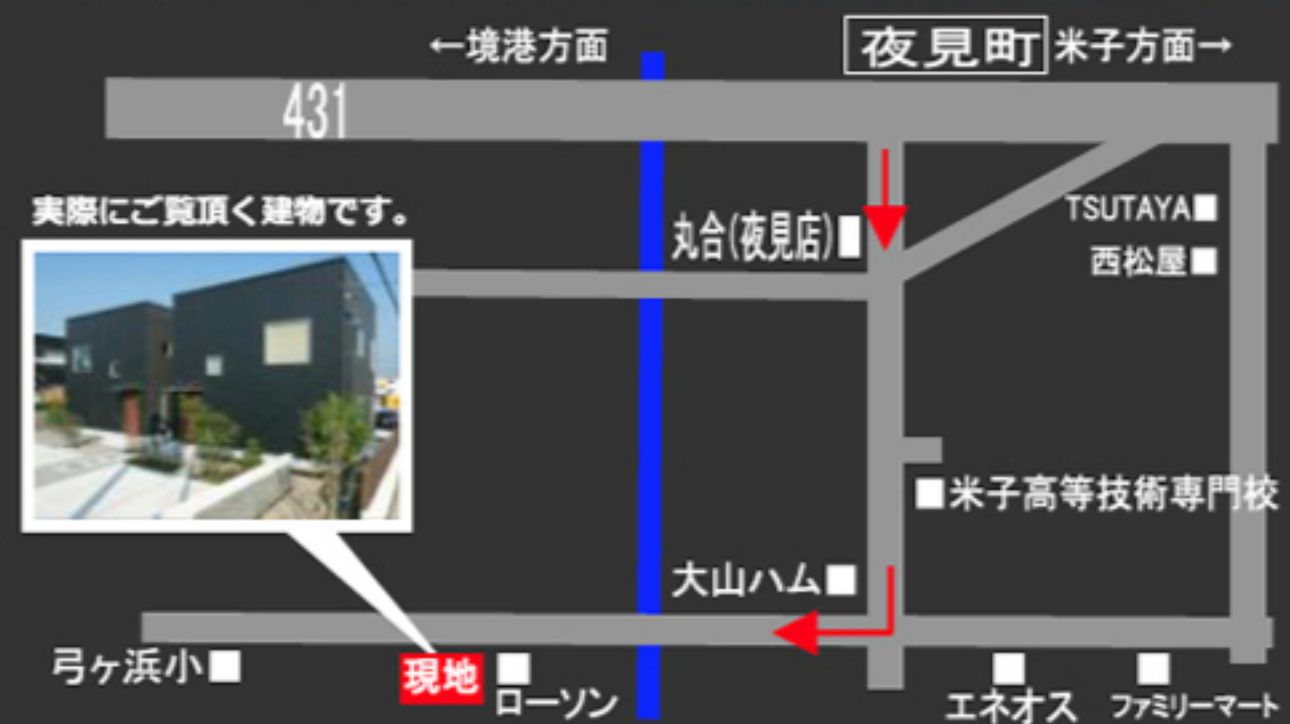 ←境港方面
夜見町 米子方面→
431
実際にご覧頂く建物です。
TSUTAYA■
丸合(夜見店)■
西松屋■
■米子高等技術専門校
大山ハム■
弓ヶ浜小■
現地
■
ローソン
■
エネオス
■
ファミリーマート